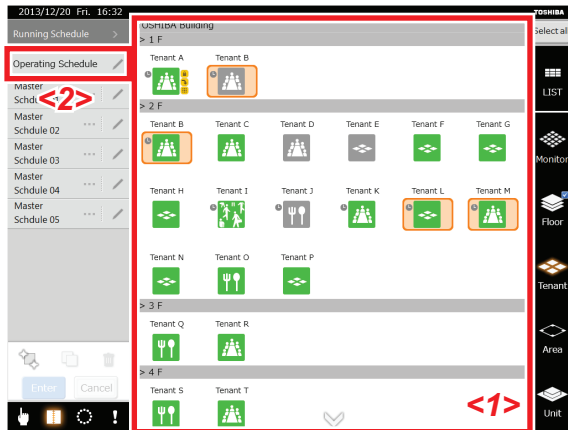 2013/12/20 Fri. 16:32
TOSHIBA
Running Schedule >
Operating Schedule
Master
<2>
Master
Schdule 02 ...
Master
Schdule 03 ...
Master
Schdule 04 ...
Master
Schdule 05 ...
Enter Cancel
OSHIBA Building
> 1 F
Tenant A Tenant B
> 2 F
Tenant B Tenant C Tenant D Tenant E Tenant F Tenant G
Tenant H Tenant I Tenant J Tenant K Tenant L Tenant M
Tenant N Tenant O Tenant P
> 3 F
Tenant Q Tenant R
> 4 F
Tenant S Tenant T
<1>
Select all
LIST
Monitor
Floor
Tenant
Area
Unit